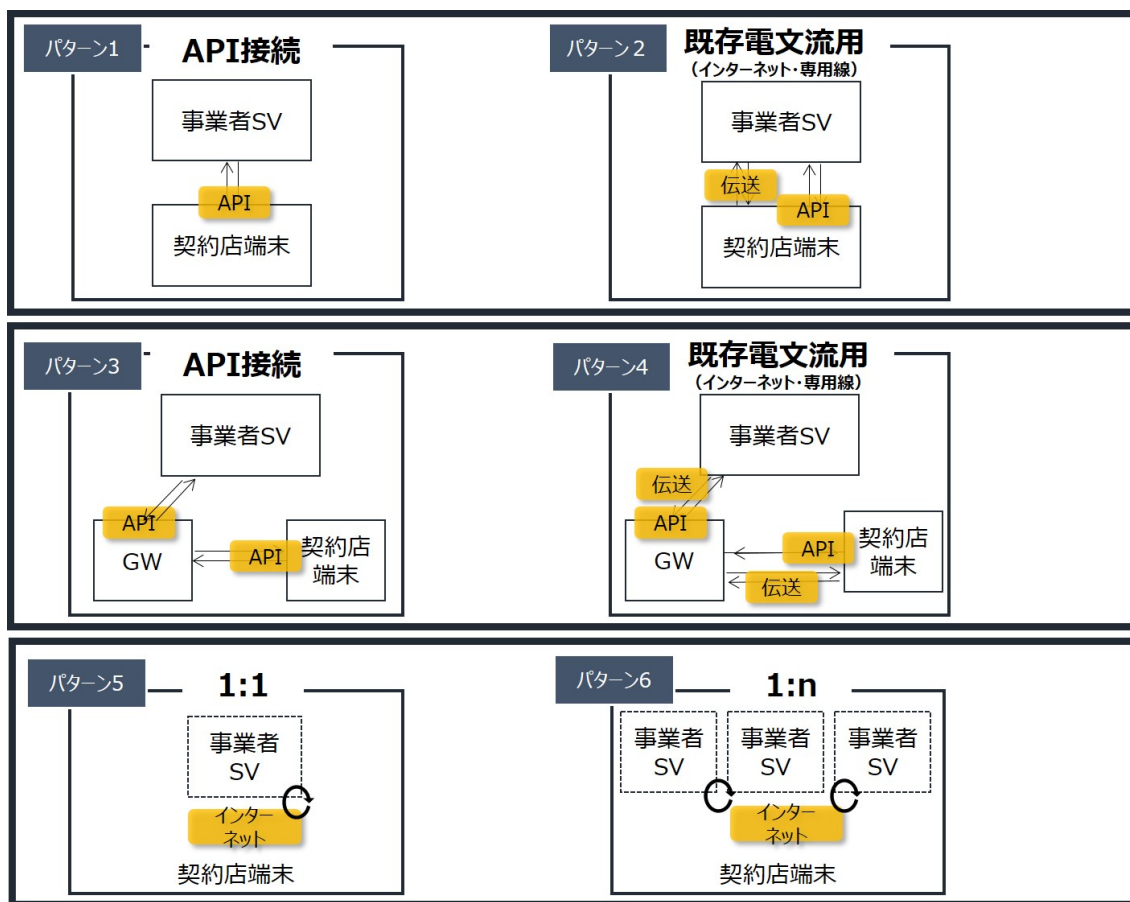 パターン1
API接続
事業者SV
API
契約店端末
パターン２
既存電文流用
（インターネット・専用線）
事業者SV
伝送
API
契約店端末
パターン3
API接続
事業者SV
API
GW
API
契約店
端末
パターン4
既存電文流用
（インターネット・専用線）
事業者SV
伝送
API
GW
API
契約店
端末
伝送
パターン5
1:1
事業者
SV
インター
ネット
契約店端末
パターン6
1:n
事業者
SV
事業者
SV
事業者
SV
インター
ネット
契約店端末